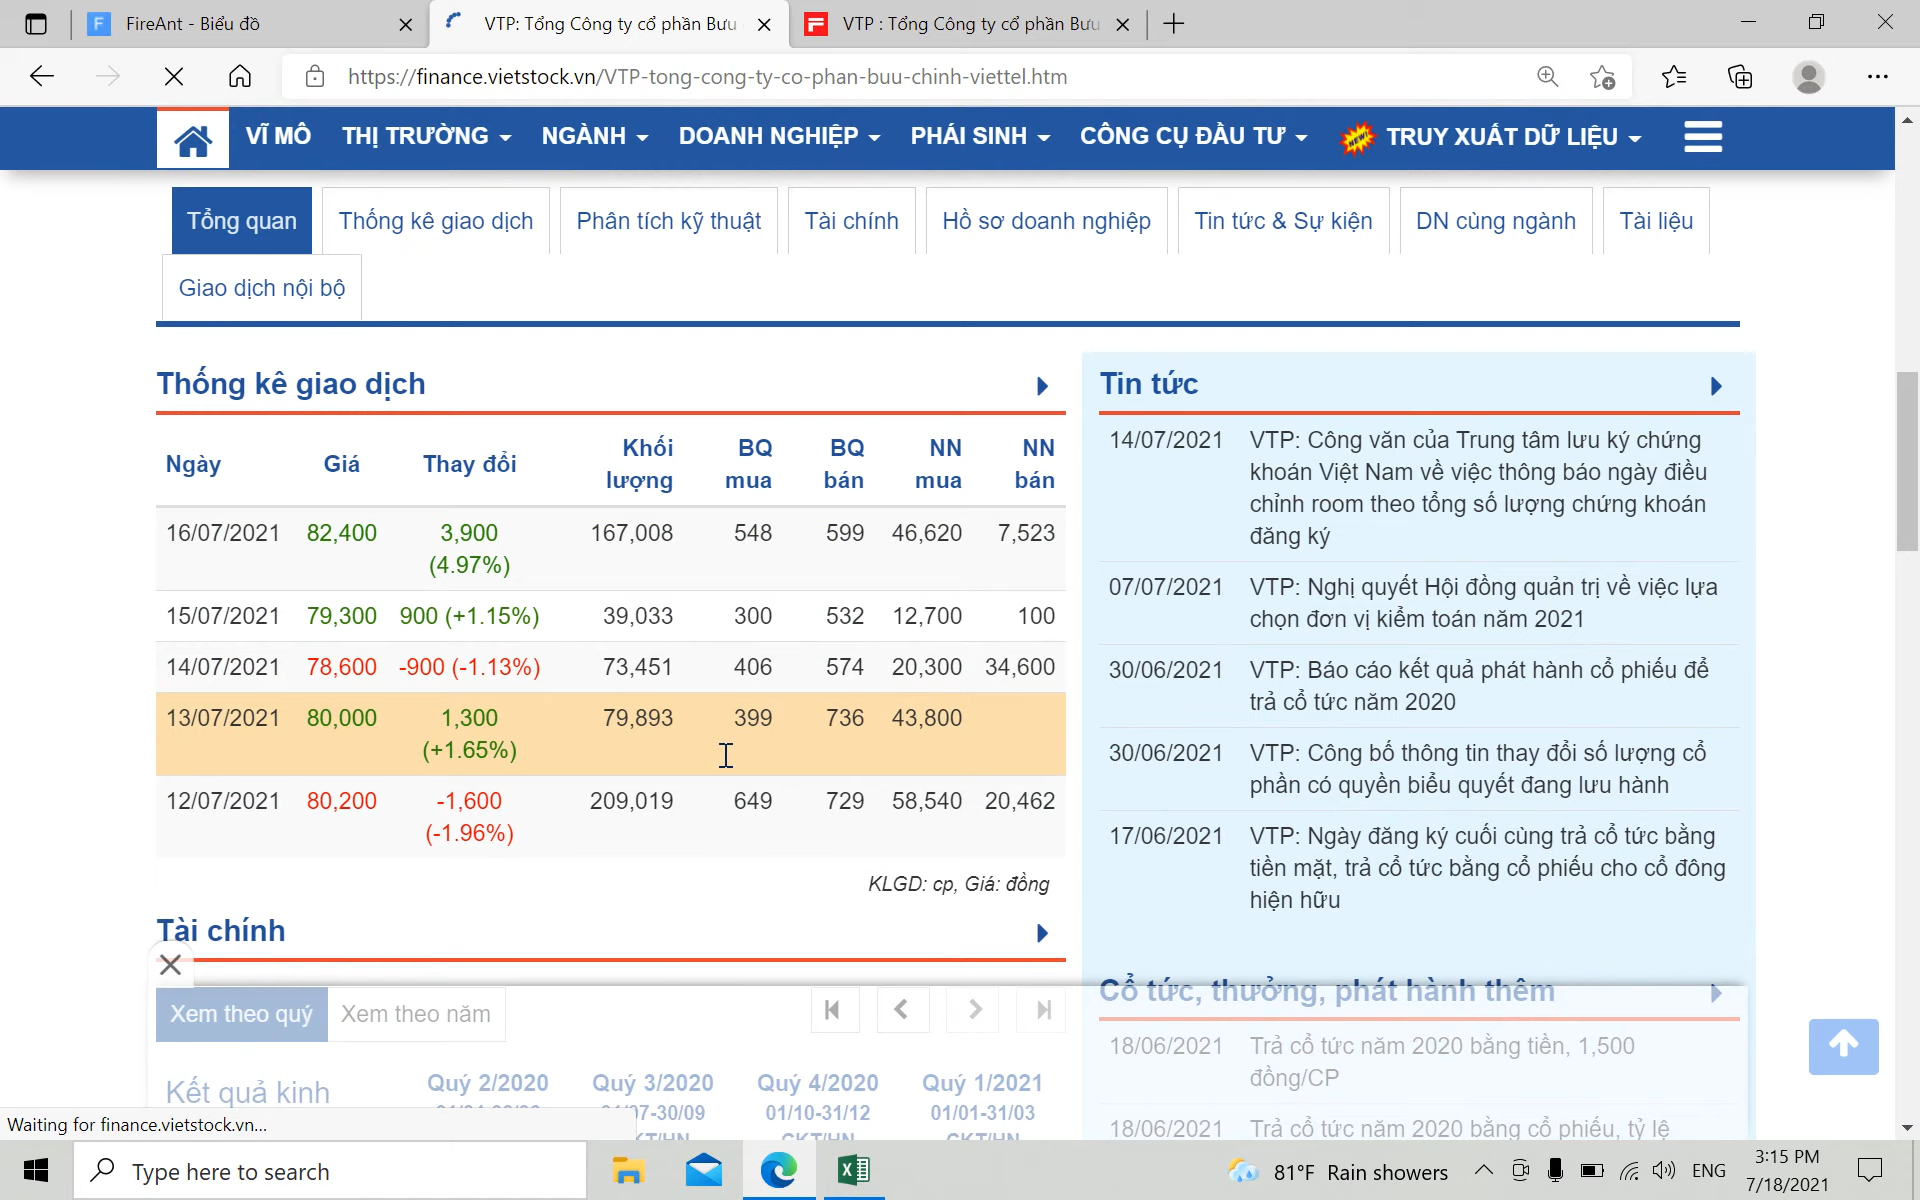 FireAnt - Biểu đồ
VTP: Tổng Công ty cổ phần Bưu
VTP : Tổng Công ty cổ phần Bưu
https://finance.vietstock.vn/VTP-tong-cong-ty-co-phan-buu-chinh-viettel.htm
VĨ MÔ THỊ TRƯỜNG NGÀNH DOANH NGHIỆP PHÁI SINH CÔNG CỤ ĐẦU TƯ TRUY XUẤT DỮ LIỆU
Tổng quan Thống kê giao dịch Phân tích kỹ thuật Tài chính Hồ sơ doanh nghiệp Tin tức & Sự kiện DN cùng ngành Tài liệu
Giao dịch nội bộ
Thống kê giao dịch
Ngày Giá Thay đổi Khối lượng BQ mua BQ bán NN mua NN bán
16/07/2021 82,400 3,900 167,008 548 599 46,620 7,523
(4.97%)
15/07/2021 79,300 900 (+1.15%) 39,033 300 532 12,700 100
14/07/2021 78,600 -900 (-1.13%) 73,451 406 574 20,300 34,600
13/07/2021 80,000 1,300 79,893 399 736 43,800
(+1.65%)
12/07/2021 80,200 -1,600 209,019 649 729 58,540 20,462
(-1.96%)
KLGD: cp, Giá: đồng
Tài chính
Xem theo quý Xem theo năm
Quý 2/2020 Quý 3/2020 Quý 4/2020 Quý 1/2021
Kết quả kinh
01/10-31/12 01/01-31/03
Tin tức
14/07/2021 VTP: Công văn của Trung tâm lưu ký chứng
khoán Việt Nam về việc thông báo ngày điều
chỉnh room theo tổng số lượng chứng khoán
đăng ký
07/07/2021 VTP: Nghị quyết Hội đồng quản trị về việc lựa
chọn đơn vị kiểm toán năm 2021
30/06/2021 VTP: Báo cáo kết quả phát hành cổ phiếu để
trả cổ tức năm 2020
30/06/2021 VTP: Công bố thông tin thay đổi số lượng cổ
phần có quyền biểu quyết đang lưu hành
17/06/2021 VTP: Ngày đăng ký cuối cùng trả cổ tức bằng
tiền mặt, trả cổ tức bằng cổ phiếu cho cổ đông
hiện hữu
Cổ tức, thưởng, phát hành thêm
18/06/2021 Trả cổ tức năm 2020 bằng tiền, 1,500
đồng/CP
18/06/2021 Trả cổ tức năm 2020 bằng cổ phiếu, tỷ lệ
Waiting for finance.vietstock.vn...
Type here to search
81°F Rain showers
ENG
3:15 PM
7/18/2021